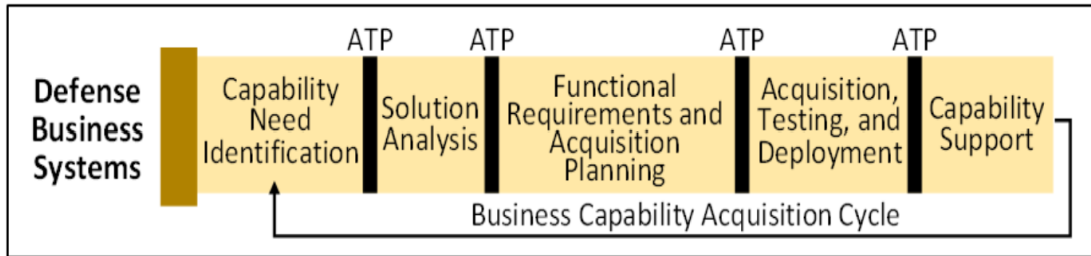 ATP ATP ATP ATP
Defense
Business
Systems
Capability
Need
Identification
Solution
Analysis
Functional
Requirements and
Acquisition
Planning
Acquisition,
Testing, and
Deployment
Capability
Support
Business Capability Acquisition Cycle